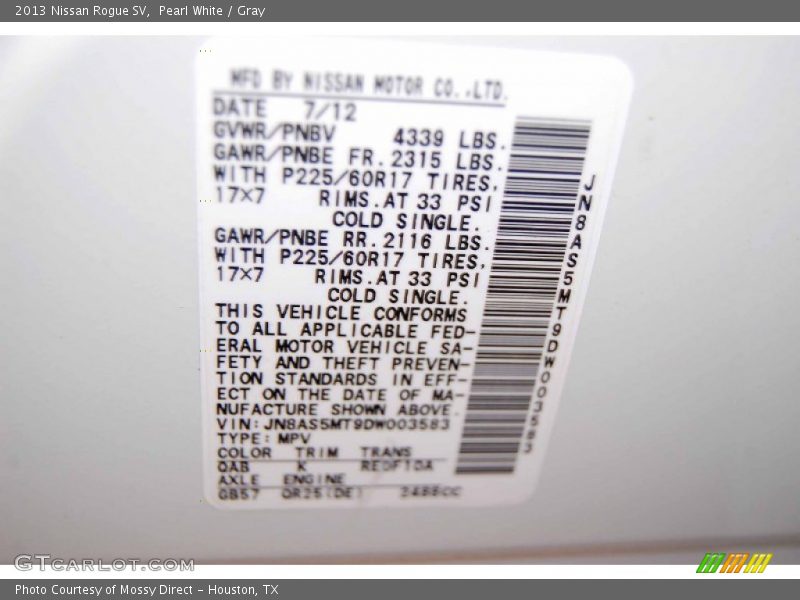 2013 Nissan Rogue SV, Pearl White / Gray
MFD BY NISSAN MOTOR CO.,LTD.
DATE 7/12
GVWR/PNBV 4339 LBS.
GAWR/PNBE FR. 2315 LBS.
WITH P225/60R17 TIRES,
17×7 RIMS.AT 33 PSI
COLD SINGLE.
GAWR/PNBE RR. 2116 LBS.
WITH P225/60R17 TIRES,
17×7 RIMS.AT 33 PSI
COLD SINGLE.
THIS VEHICLE CONFORMS
TO ALL APPLICABLE FED-
ERAL MOTOR VEHICLE SA-
FETY AND THEFT PREVEN-
TION STANDARDS IN EFF-
ECT ON THE DATE OF MA-
NUFACTURE SHOWN ABOVE.
VIN: JN8AS5MT9DW003583
TYPE: MPV
COLOR TRIM TRANS
QAB K RE0F10A
AXLE ENGINE
GB57 QR25(DE) 2488CC
JN8AS5MT9DW003583
GTCARLOT.COM
Photo Courtesy of Mossy Direct - Houston, TX